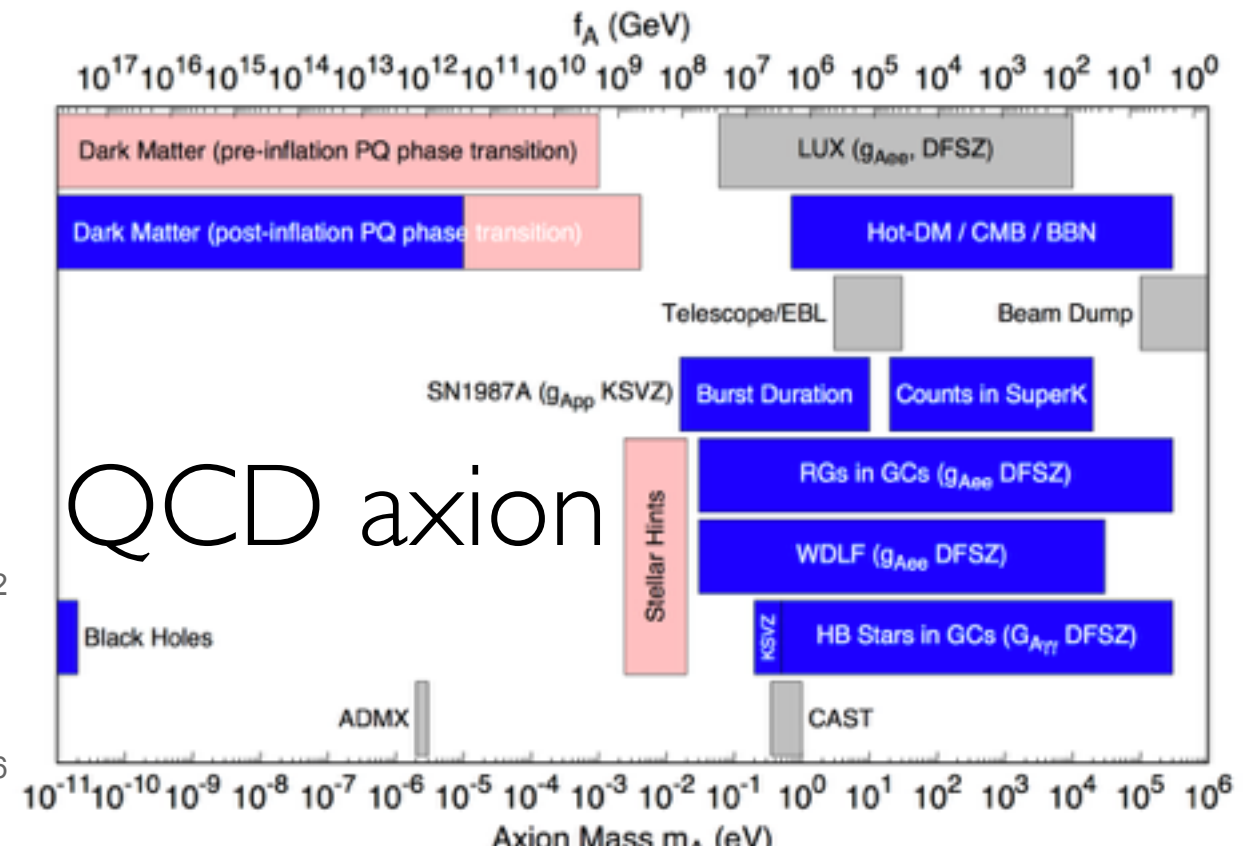 f_A (GeV)
10^17 10^16 10^15 10^14 10^13 10^12 10^11 10^10 10^9 10^8 10^7 10^6 10^5 10^4 10^3 10^2 10^1 10^0
Dark Matter (pre-inflation PQ phase transition)
LUX (g_Aee, DFSZ)
Dark Matter (post-inflation PQ phase transition)
Hot-DM / CMB / BBN
Telescope/EBL
Beam Dump
SN1987A (g_App KSVZ)
Burst Duration
Counts in SuperK
RGs in GCs (g_Aee DFSZ)
QCD axion
Stellar Hints
WDLF (g_Aee DFSZ)
2
Black Holes
KSVZ
HB Stars in GCs (G_Aγγ DFSZ)
ADMX
CAST
6
10^-11 10^-10 10^-9 10^-8 10^-7 10^-6 10^-5 10^-4 10^-3 10^-2 10^-1 10^0 10^1 10^2 10^3 10^4 10^5 10^6
Axion Mass m_A (eV)